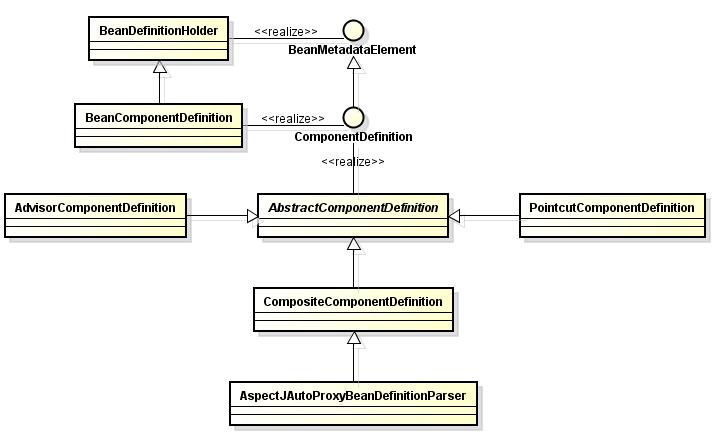 BeanDefinitionHolder
<<realize>>
BeanMetadataElement
BeanComponentDefinition
<<realize>>
ComponentDefinition
<<realize>>
AdvisorComponentDefinition
AbstractComponentDefinition
PointcutComponentDefinition
CompositeComponentDefinition
AspectJAutoProxyBeanDefinitionParser